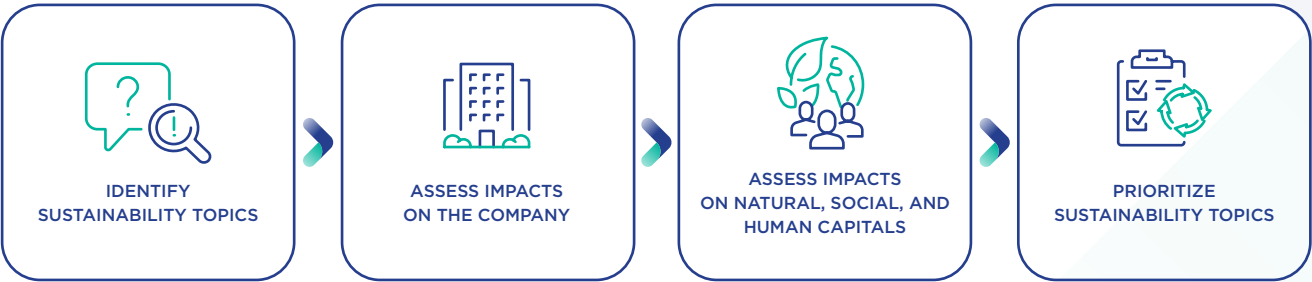 IDENTIFY
SUSTAINABILITY TOPICS
ASSESS IMPACTS
ON THE COMPANY
ASSESS IMPACTS
ON NATURAL, SOCIAL, AND
HUMAN CAPITALS
PRIORITIZE
SUSTAINABILITY TOPICS